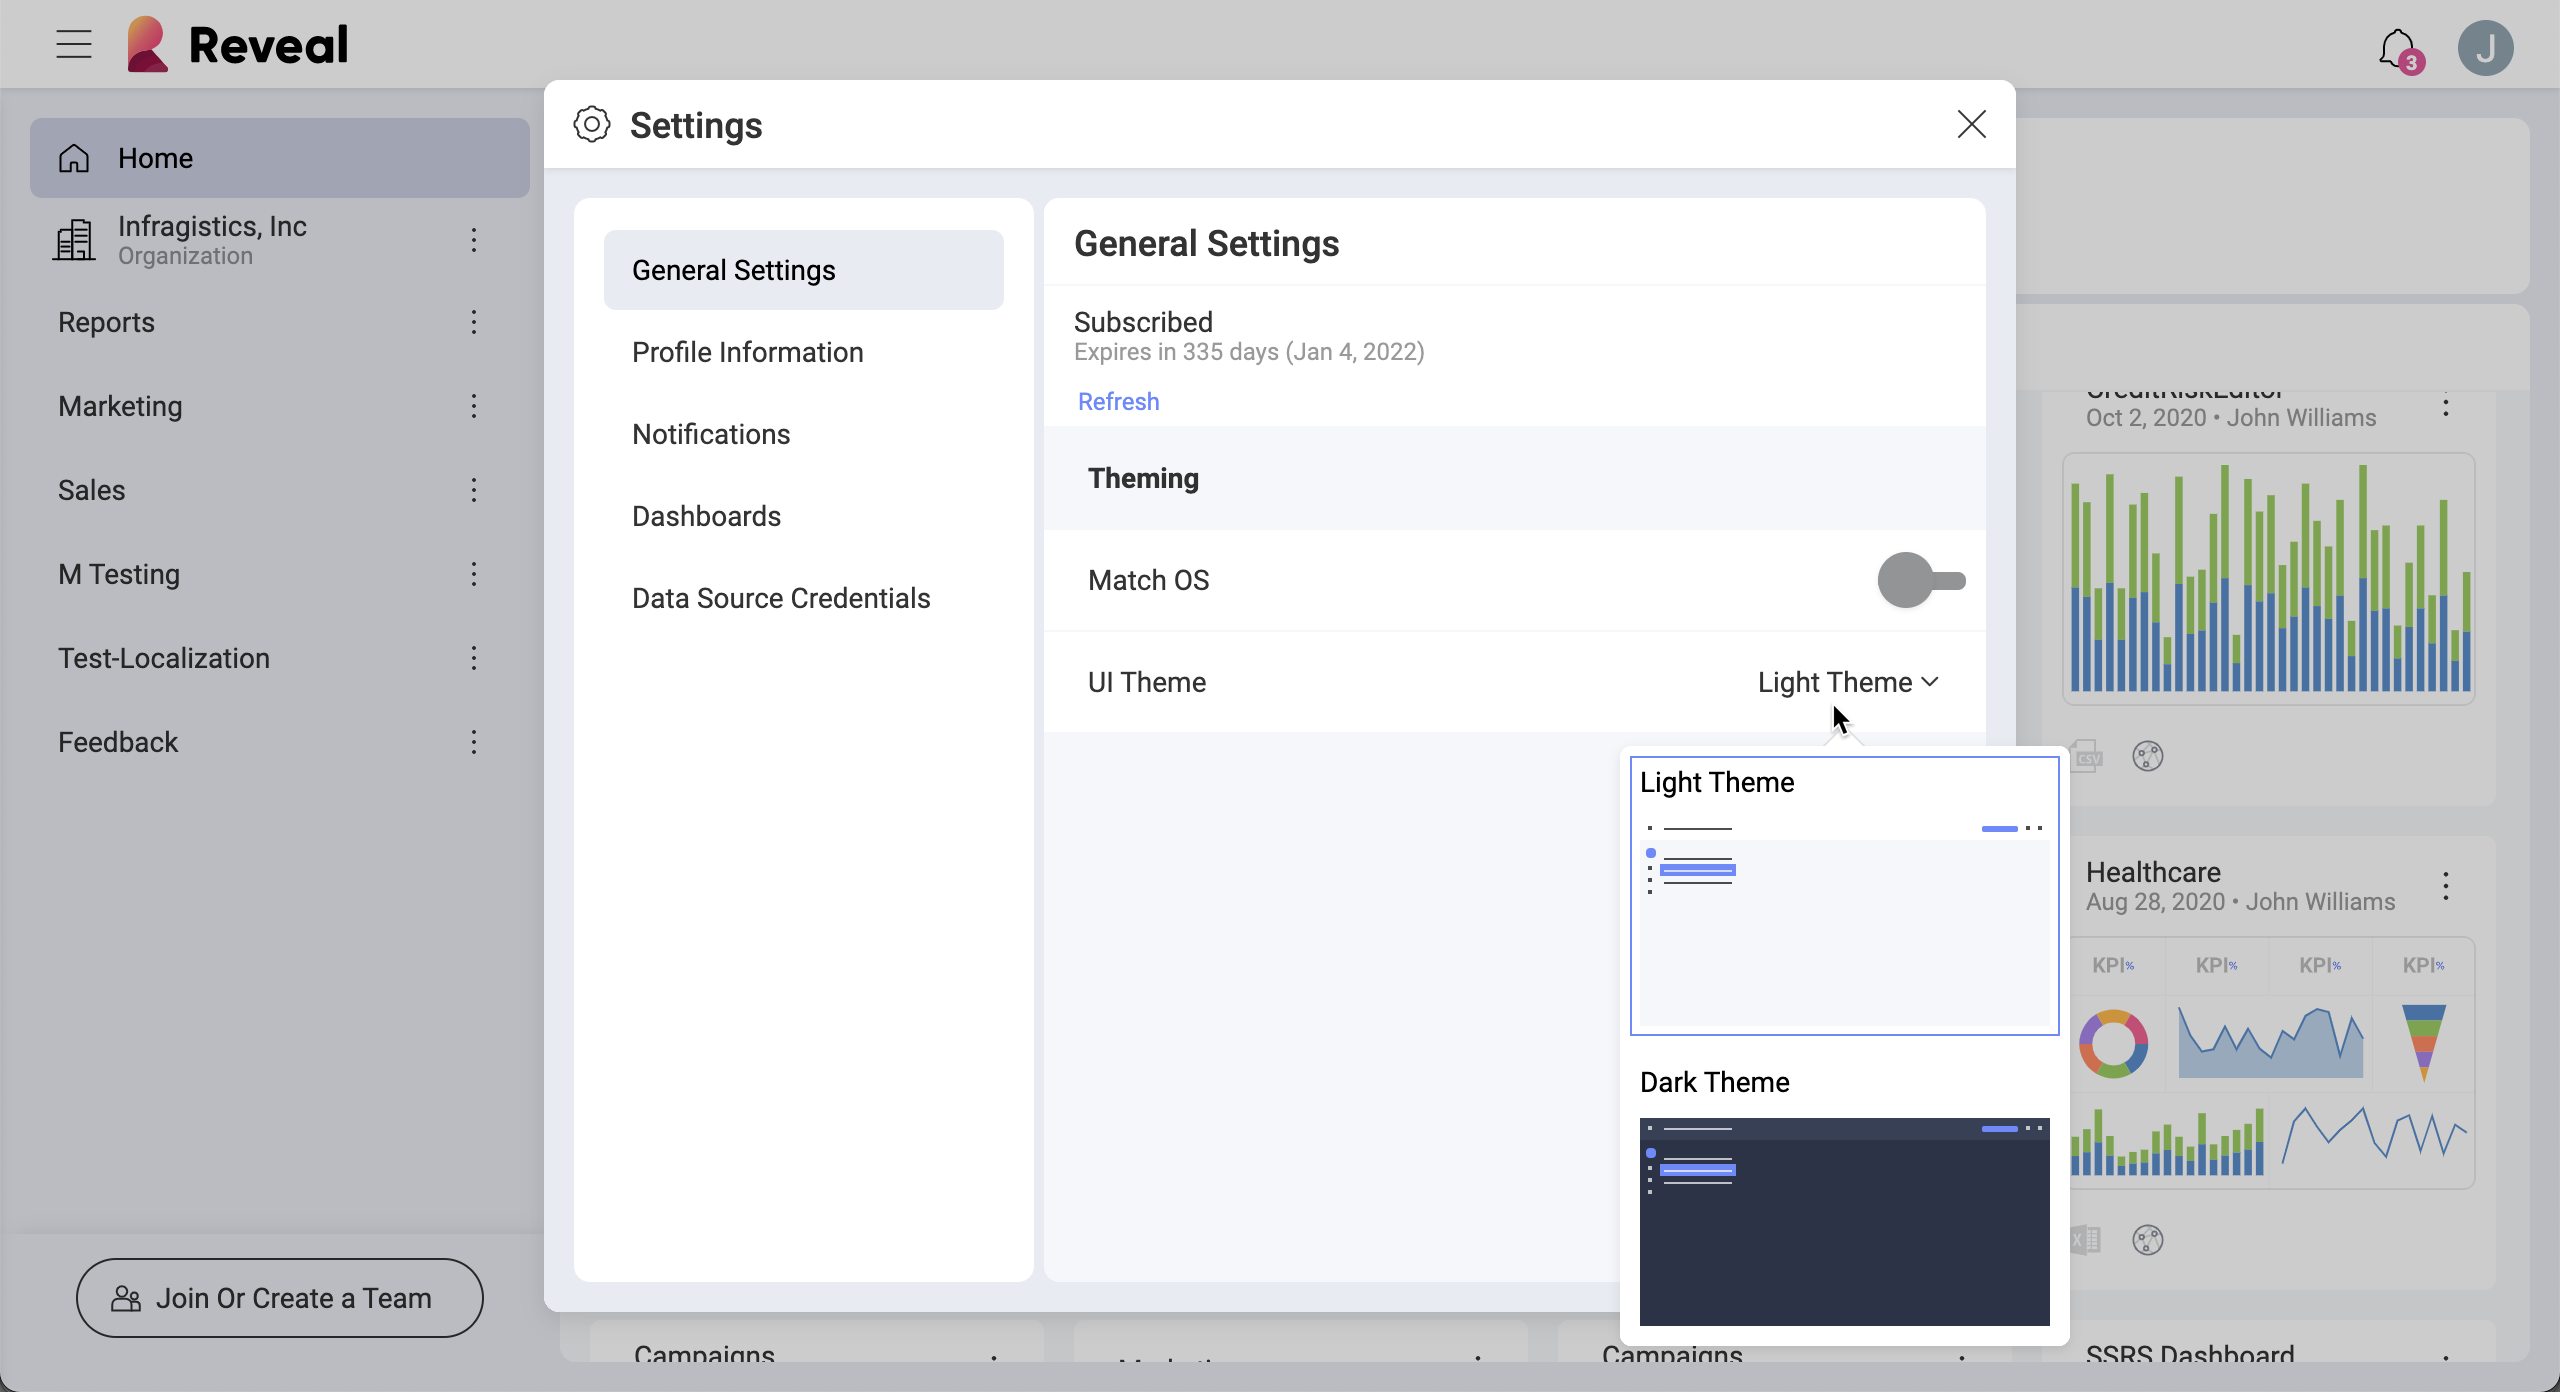 Reveal
3
J
Home
Infragistics, Inc
Organization
Reports
Marketing
Sales
M Testing
Test-Localization
Feedback
Join Or Create a Team
Settings
General Settings
Profile Information
Notifications
Dashboards
Data Source Credentials
General Settings
Subscribed
Expires in 335 days (Jan 4, 2022)
Refresh
Theming
Match OS
UI Theme
Light Theme
Light Theme
Dark Theme
CreditRiskEditor
Oct 2, 2020 • John Williams
CSV
Healthcare
Aug 28, 2020 • John Williams
KPI% KPI% KPI% KPI%
X
Campaigns
Campaigns
SSRS Dashboard